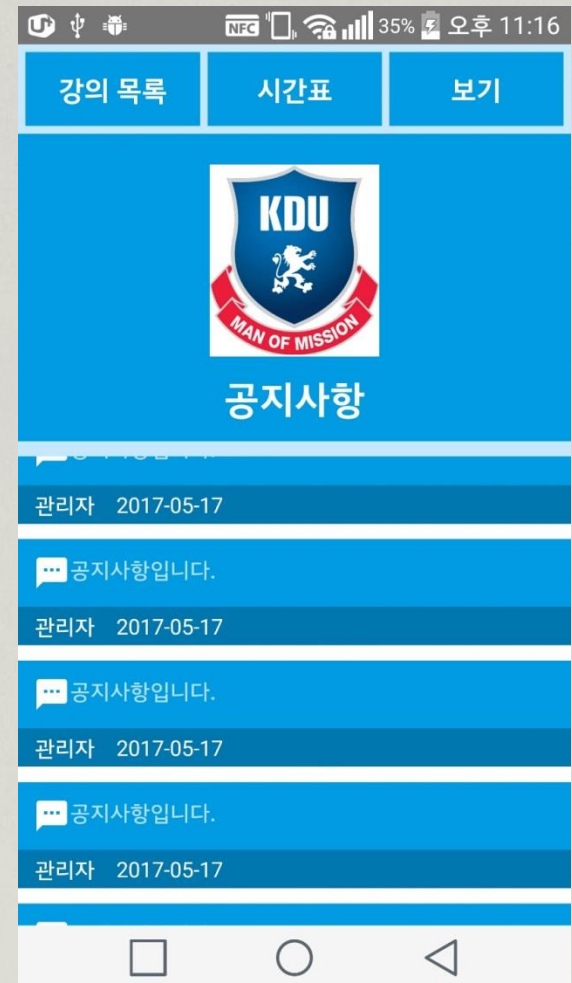 NFC 35% 오후 11:16
강의 목록 시간표 보기
KDU
MAN OF MISSION
공지사항
관리자 2017-05-17
공지사항입니다.
관리자 2017-05-17
공지사항입니다.
관리자 2017-05-17
공지사항입니다.
관리자 2017-05-17